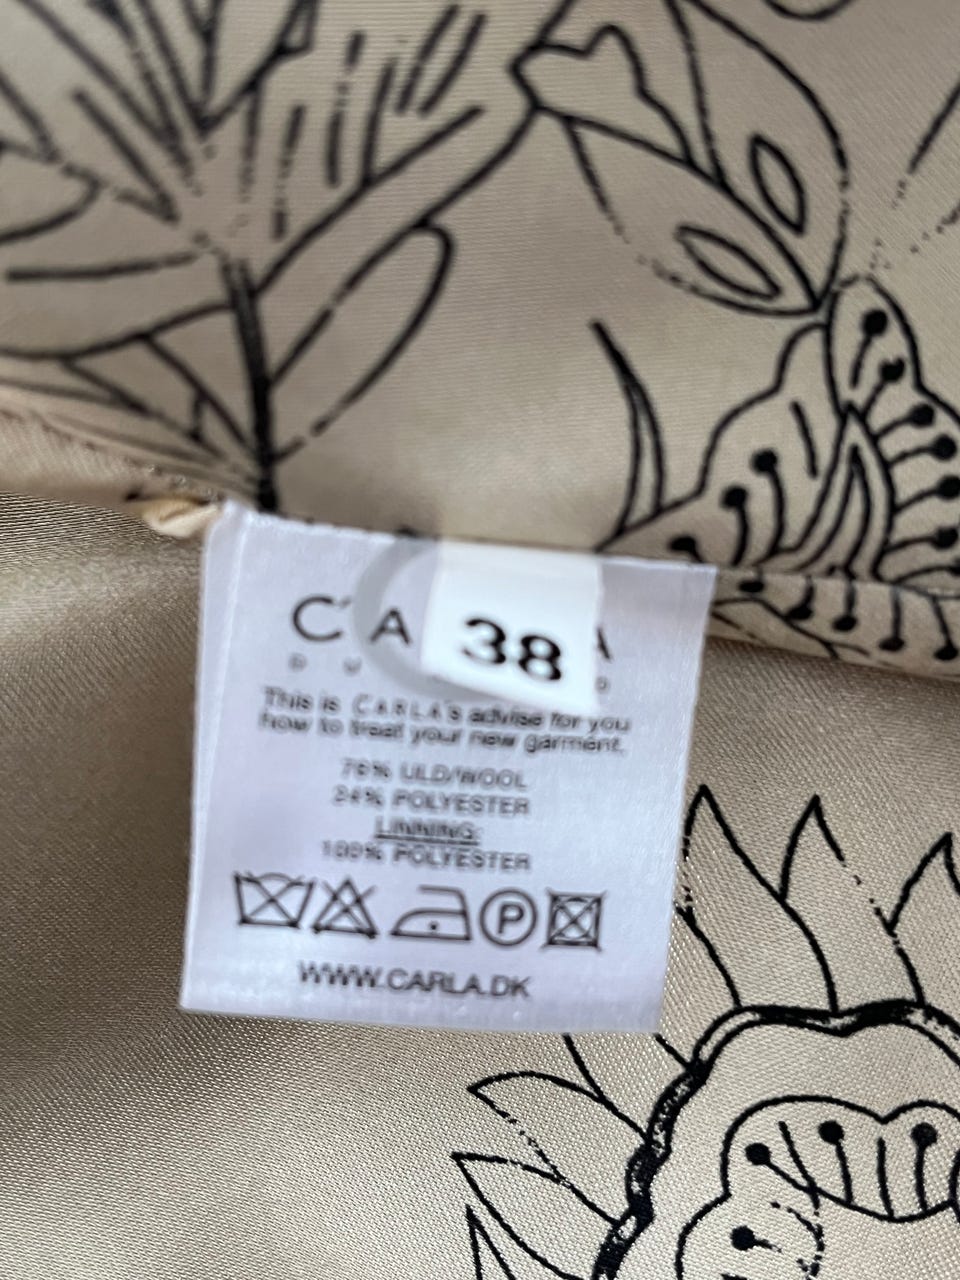 C A A
38
This is CARLA's advise for you
how to treat your new garment.
76% ULD/WOOL
24% POLYESTER
LINNING:
100% POLYESTER
P
WWW.CARLA.DK